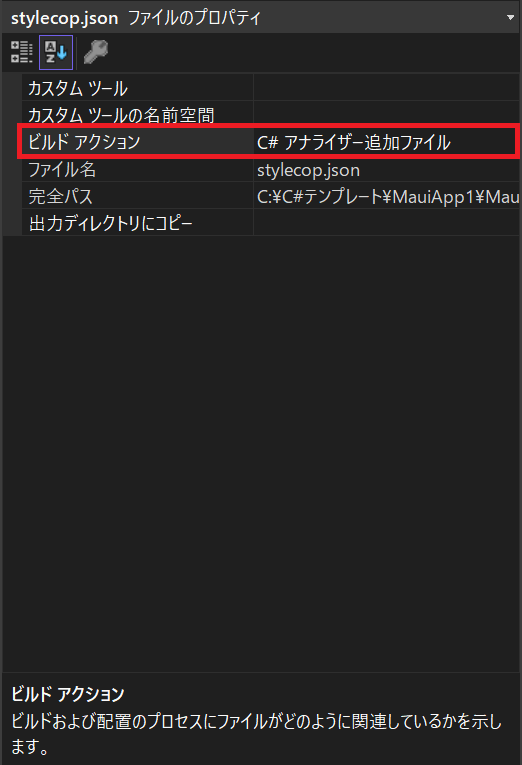 stylecop.json ファイルのプロパティ
カスタム ツール
カスタム ツールの名前空間
ビルド アクション C# アナライザー追加ファイル
ファイル名 stylecop.json
完全パス C:¥C#テンプレート¥MauiApp1¥Mau
出力ディレクトリにコピー
ビルド アクション
ビルドおよび配置のプロセスにファイルがどのように関連しているかを示し
ます。